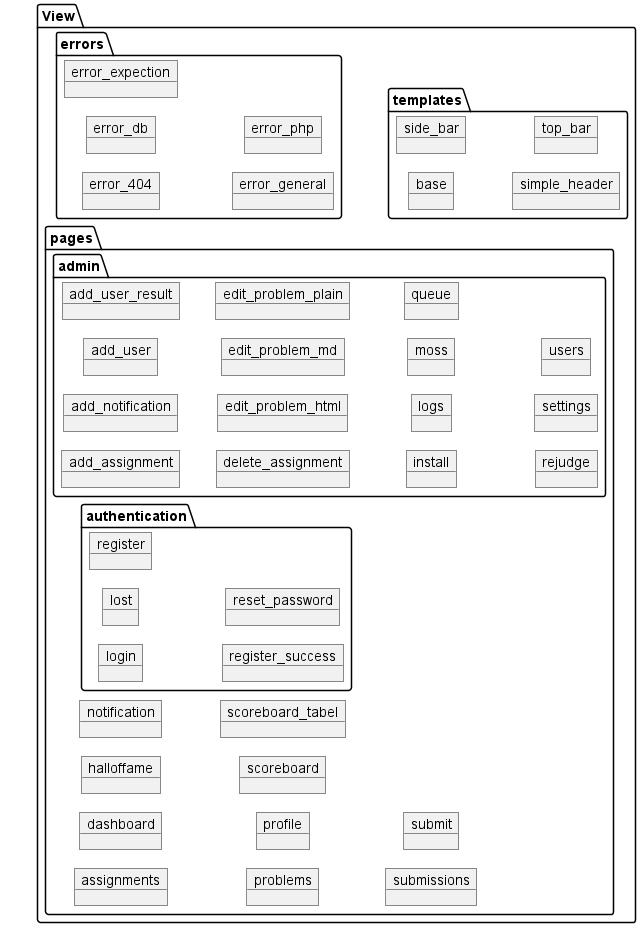 View
errors
error_expection
error_db
error_php
error_404
error_general
templates
side_bar
top_bar
base
simple_header
pages
admin
add_user_result
edit_problem_plain
queue
add_user
edit_problem_md
moss
users
add_notification
edit_problem_html
logs
settings
add_assignment
delete_assignment
install
rejudge
authentication
register
lost
reset_password
login
register_success
notification
scoreboard_tabel
halloffame
scoreboard
dashboard
profile
submit
assignments
problems
submissions